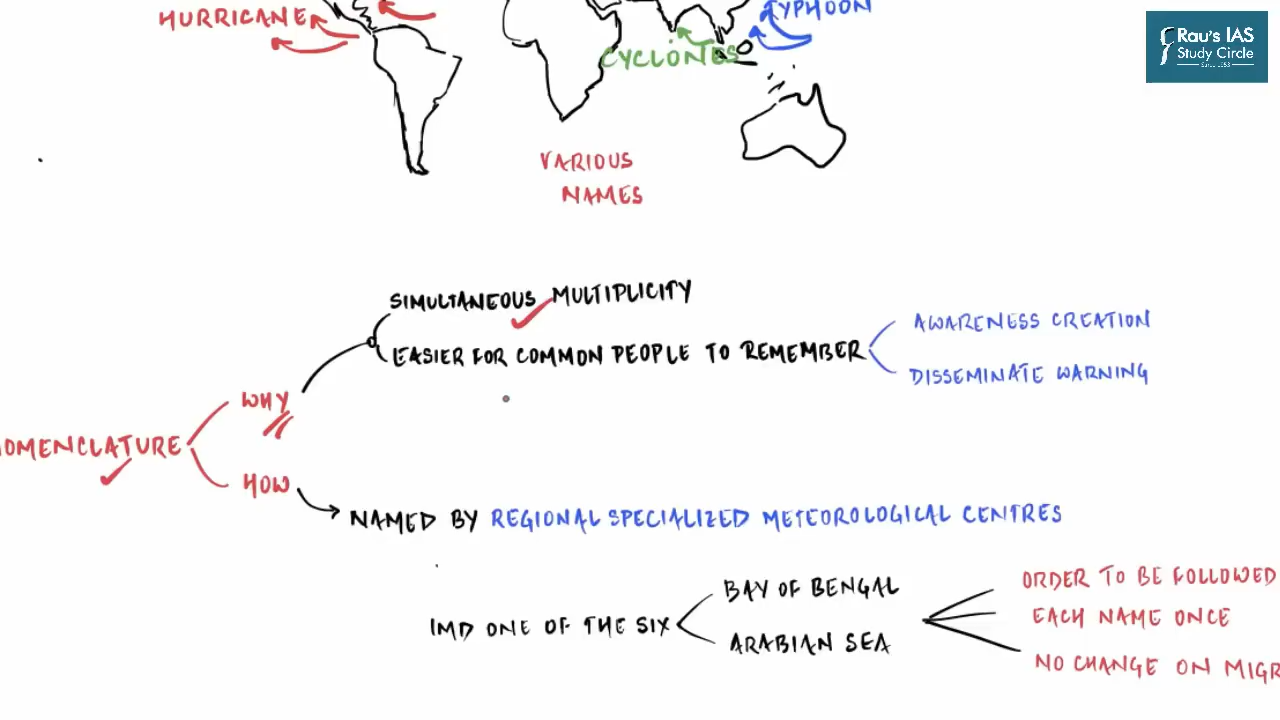 HURRICANE
TYPHOON
CYCLONES
Rau's IAS
Study Circle
VARIOUS
NAMES
SIMULTANEOUS MULTIPLICITY
EASIER FOR COMMON PEOPLE TO REMEMBER
AWARENESS CREATION
DISSEMINATE WARNING
WHY
NOMENCLATURE
HOW
NAMED BY REGIONAL SPECIALIZED METEOROLOGICAL CENTRES
IMD ONE OF THE SIX
BAY OF BENGAL
ARABIAN SEA
ORDER TO BE FOLLOWED
EACH NAME ONCE
NO CHANGE ON MIGR